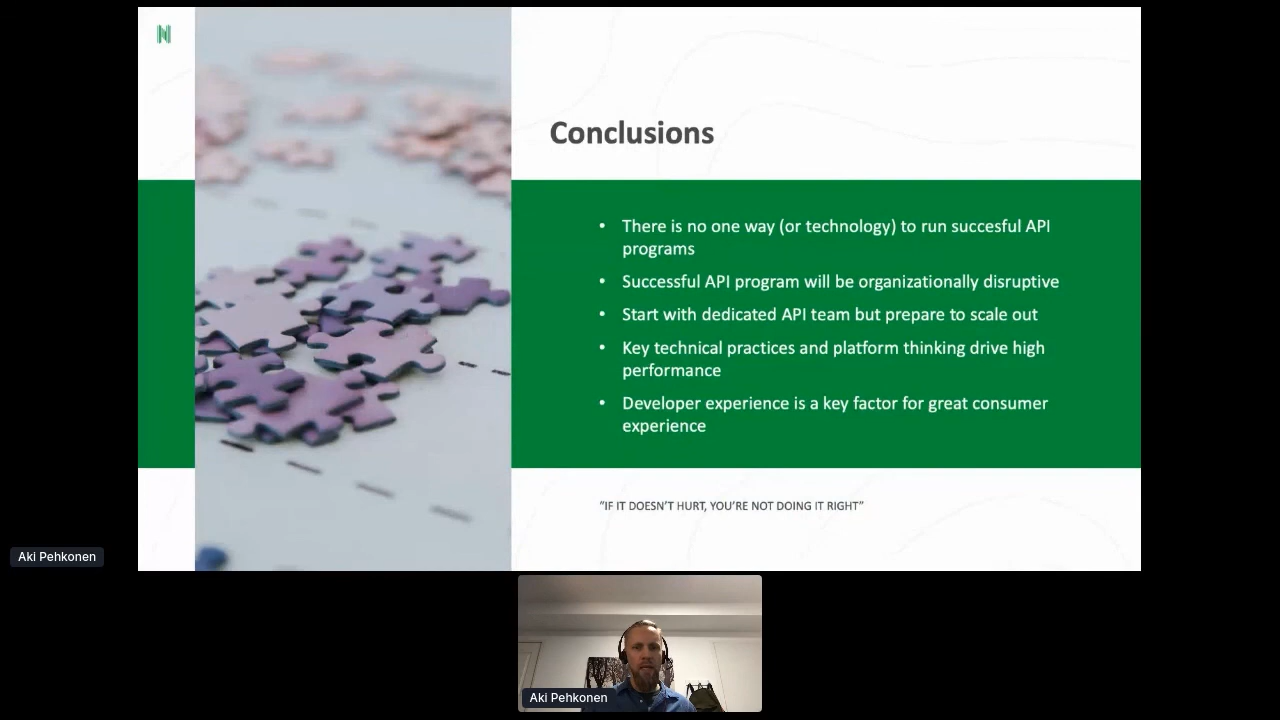 Conclusions
• There is no one way (or technology) to run succesful API
programs
• Successful API program will be organizationally disruptive
• Start with dedicated API team but prepare to scale out
• Key technical practices and platform thinking drive high
performance
• Developer experience is a key factor for great consumer
experience
“IF IT DOESN’T HURT, YOU’RE NOT DOING IT RIGHT”
Aki Pehkonen
Aki Pehkonen